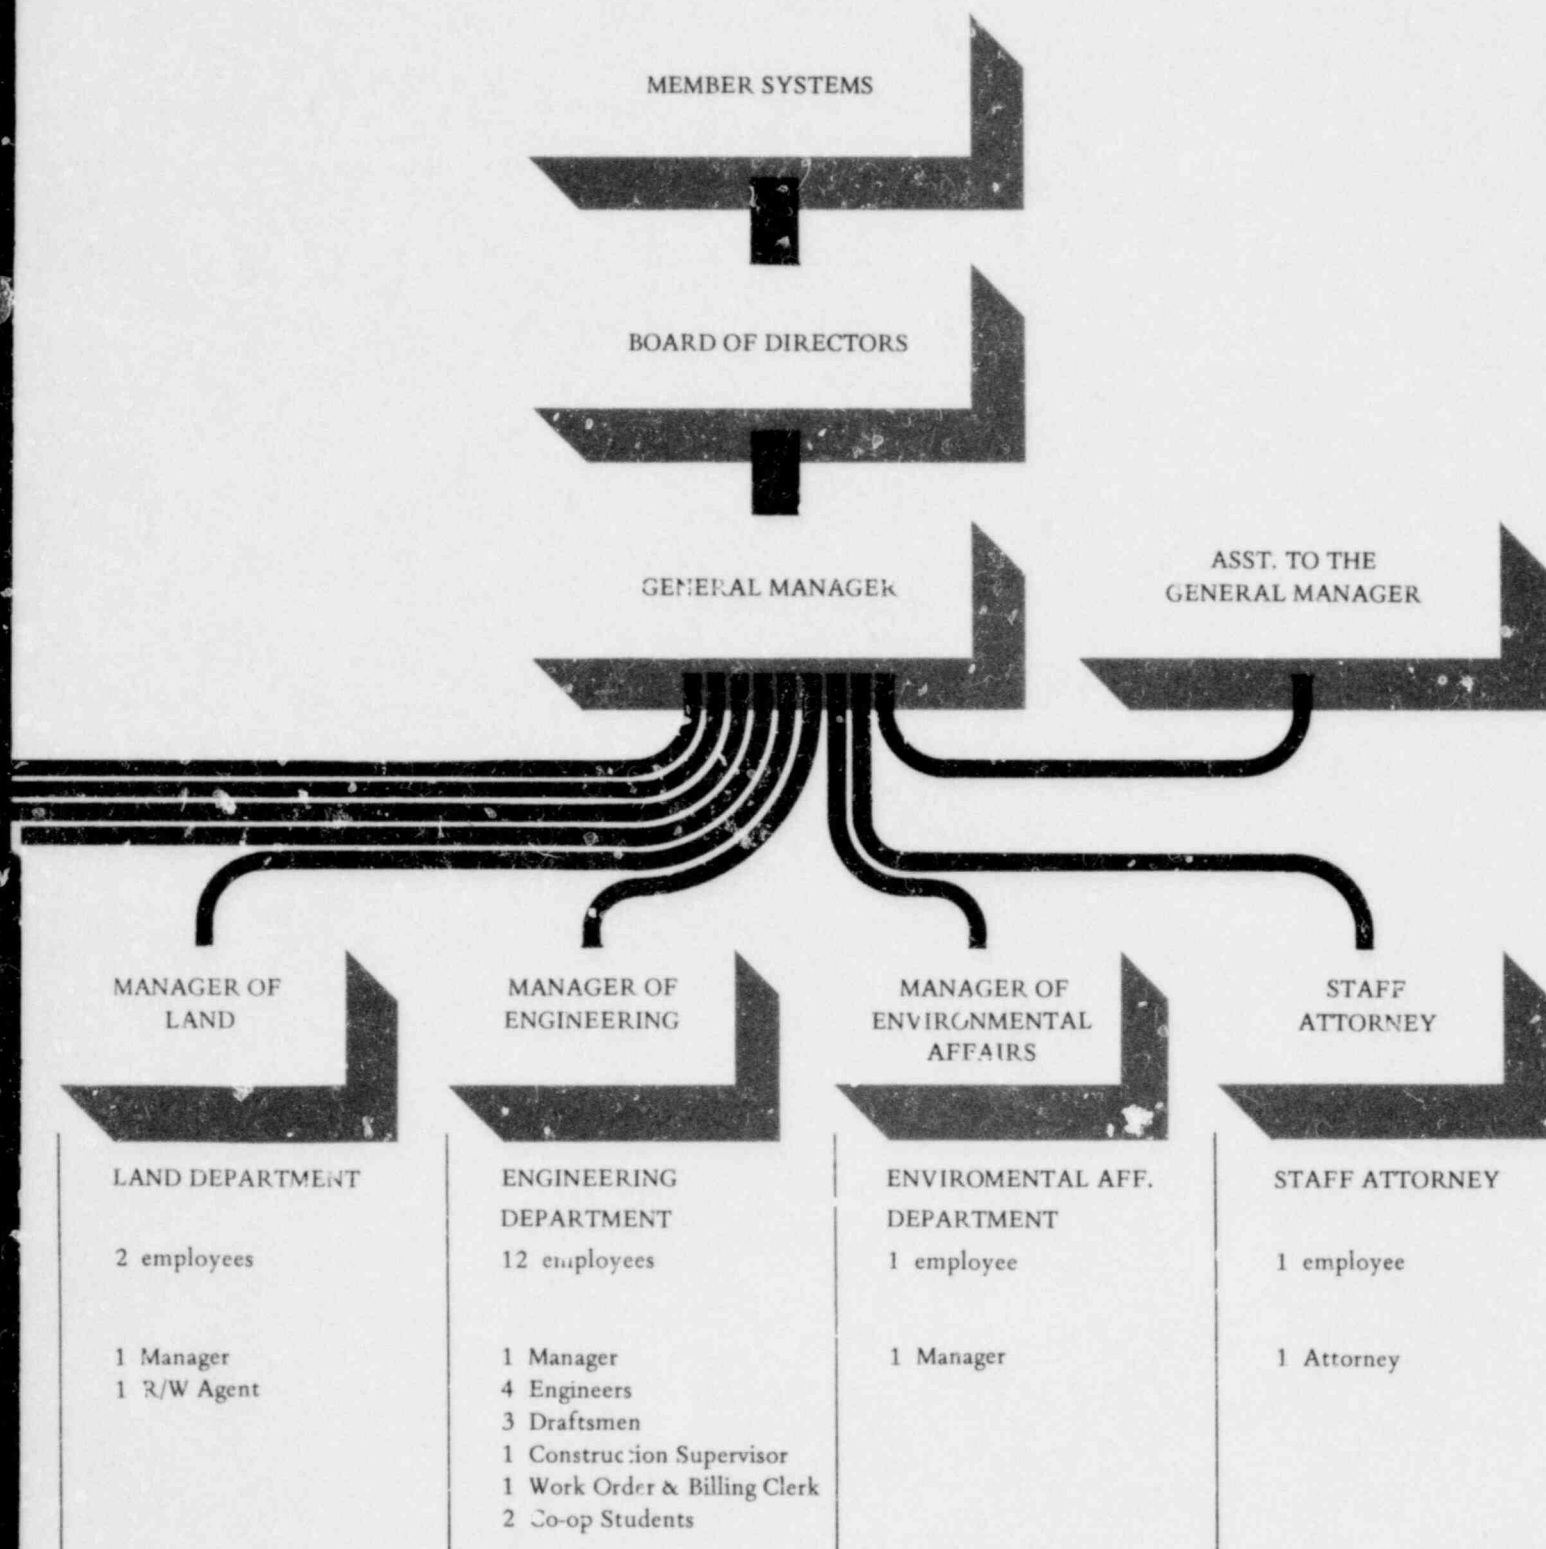 MEMBER SYSTEMS
BOARD OF DIRECTORS
GENERAL MANAGER
ASST. TO THE
GENERAL MANAGER
MANAGER OF
LAND
MANAGER OF
ENGINEERING
MANAGER OF
ENVIRONMENTAL
AFFAIRS
STAFF
ATTORNEY
LAND DEPARTMENT
2 employees
1 Manager
1 R/W Agent
ENGINEERING
DEPARTMENT
12 employees
1 Manager
4 Engineers
3 Draftsmen
1 Construction Supervisor
1 Work Order & Billing Clerk
2 Co-op Students
ENVIROMENTAL AFF.
DEPARTMENT
1 employee
1 Manager
STAFF ATTORNEY
1 employee
1 Attorney